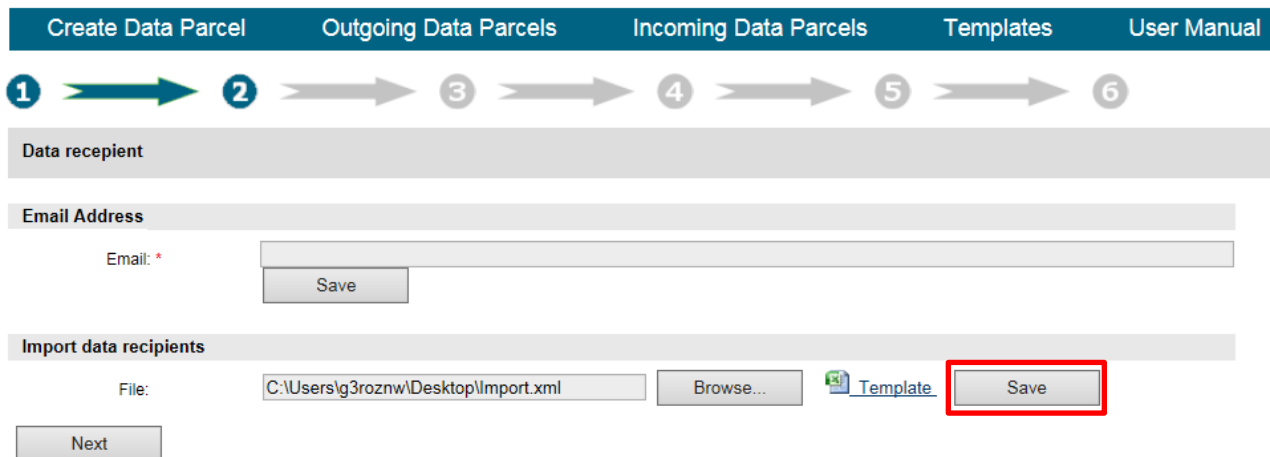 Create Data Parcel Outgoing Data Parcels Incoming Data Parcels Templates User Manual
1 2 3 4 5 6
Data recepient
Email Address
Email: *
Save
Import data recipients
File: C:\Users\g3roznw\Desktop\Import.xml Browse... Template Save
Next